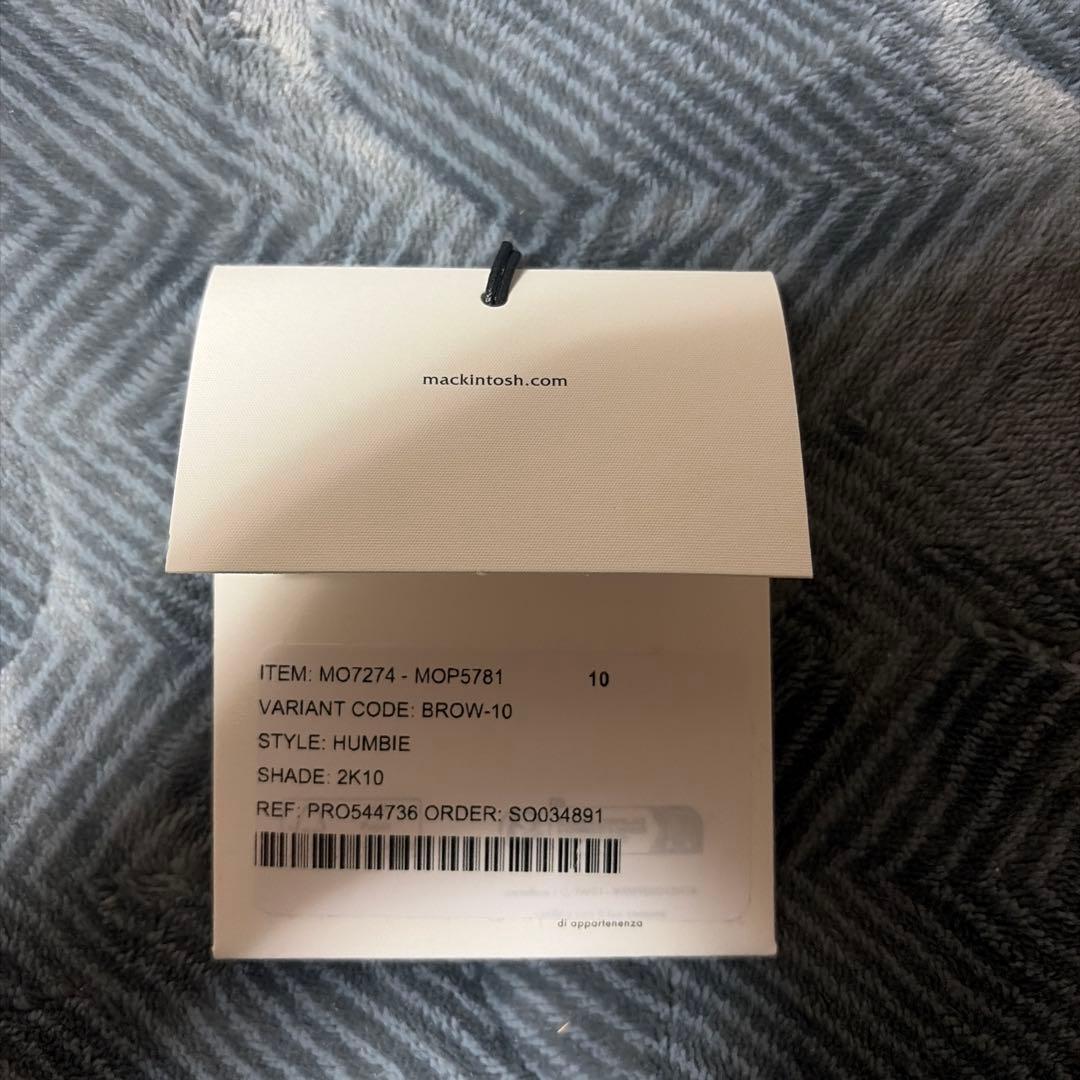 mackintosh.com
ITEM: MO7274 - MOP5781 10
VARIANT CODE: BROW-10
STYLE: HUMBIE
SHADE: 2K10
REF: PRO544736 ORDER: SO034891
di appartenenza